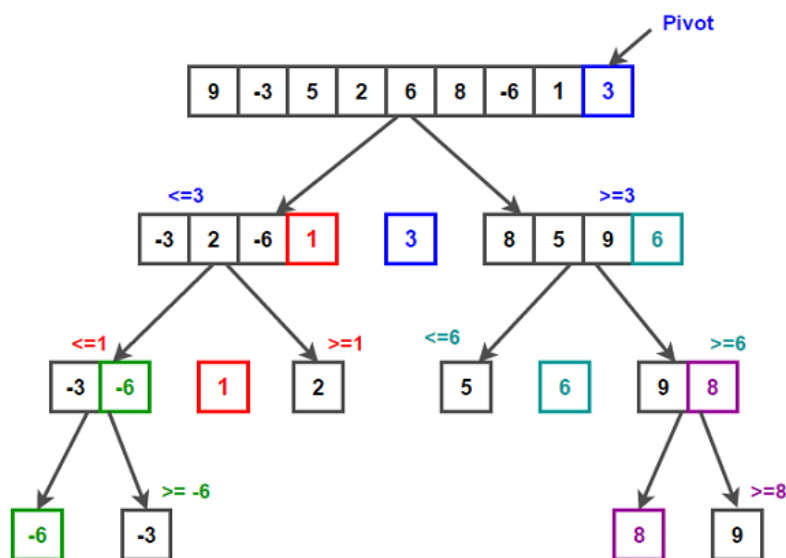 Pivot
9 -3 5 2 6 8 -6 1 3
<=3 >=3
-3 2 -6 1 3 8 5 9 6
<=1 >=1 <=6 >=6
-3 -6 1 2 5 6 9 8
>= -6 >=8
-6 -3 8 9